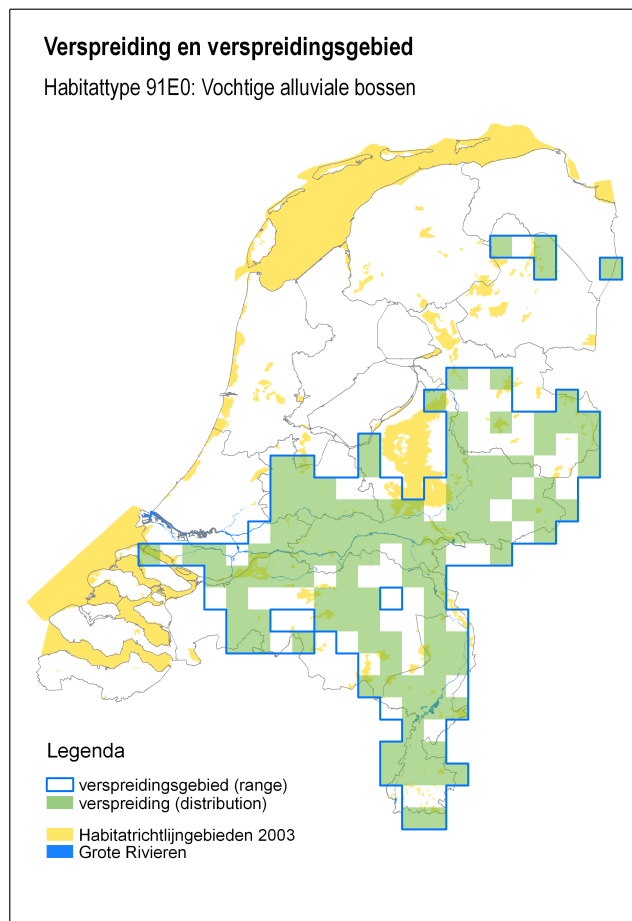 Verspreiding en verspreidingsgebied
Habitattype 91E0: Vochtige alluviale bossen
Legenda
verspreidingsgebied (range)
verspreiding (distribution)
Habitatrichtlijngebieden 2003
Grote Rivieren